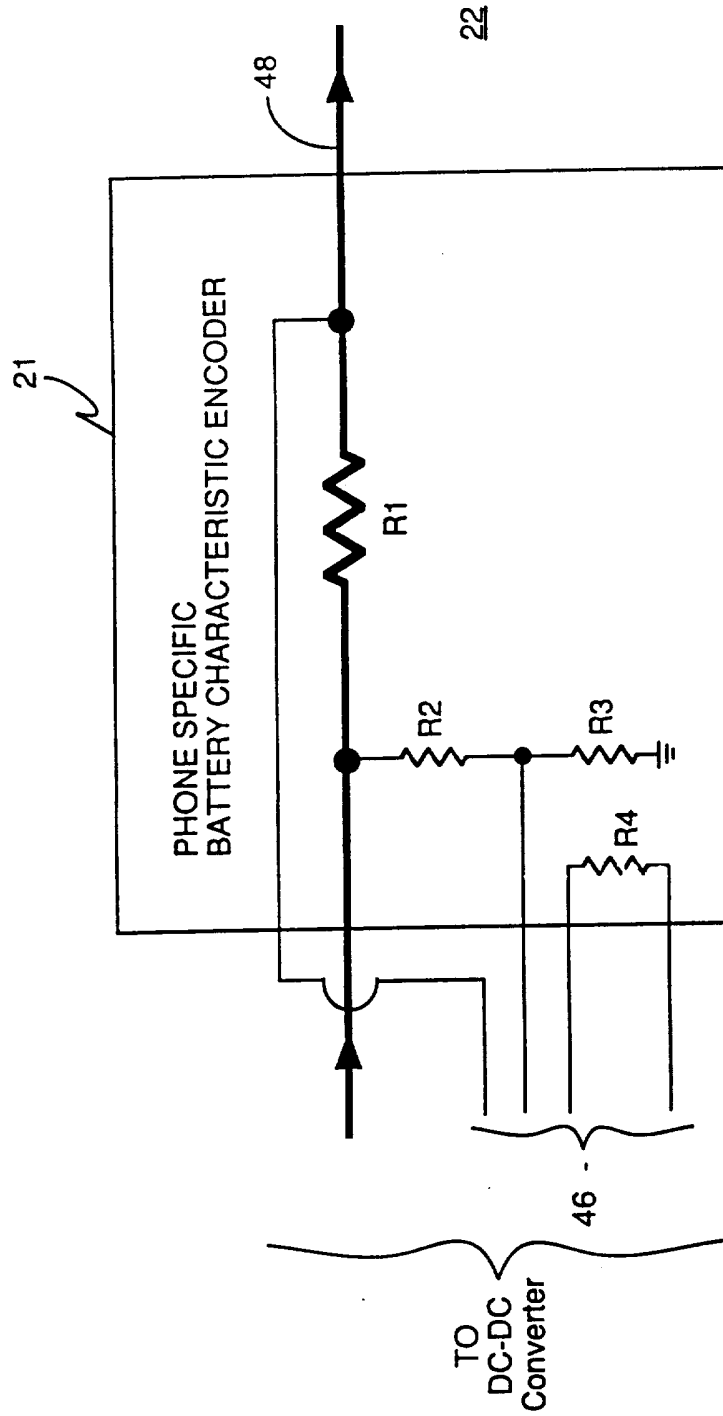 21
PHONE SPECIFIC
BATTERY CHARACTERISTIC ENCODER
48
R1
R2
R3
R4
46
TO
DC-DC
Converter
22